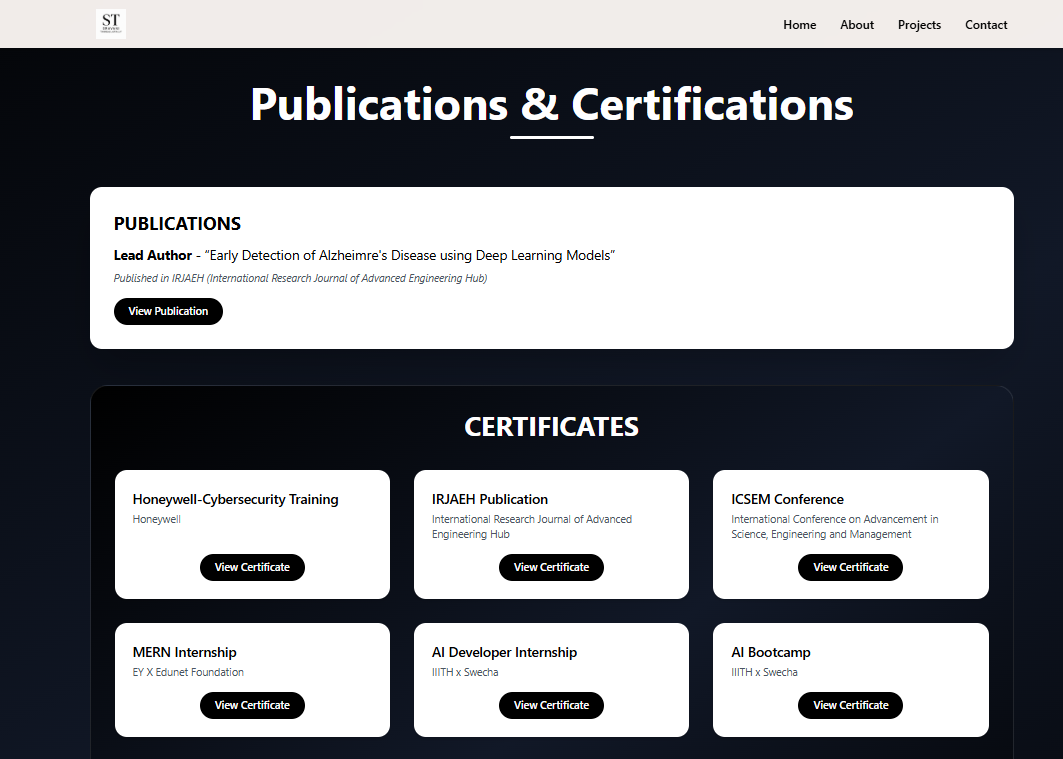 ST
Home About Projects Contact
Publications & Certifications
PUBLICATIONS
Lead Author - “Early Detection of Alzheimre's Disease using Deep Learning Models”
Published in IRJAEH (International Research Journal of Advanced Engineering Hub)
View Publication
CERTIFICATES
Honeywell-Cybersecurity Training
Honeywell
View Certificate
IRJAEH Publication
International Research Journal of Advanced
Engineering Hub
View Certificate
ICSEM Conference
International Conference on Advancement in
Science, Engineering and Management
View Certificate
MERN Internship
EY X Edunet Foundation
View Certificate
AI Developer Internship
IIITH x Swecha
View Certificate
AI Bootcamp
IIITH x Swecha
View Certificate